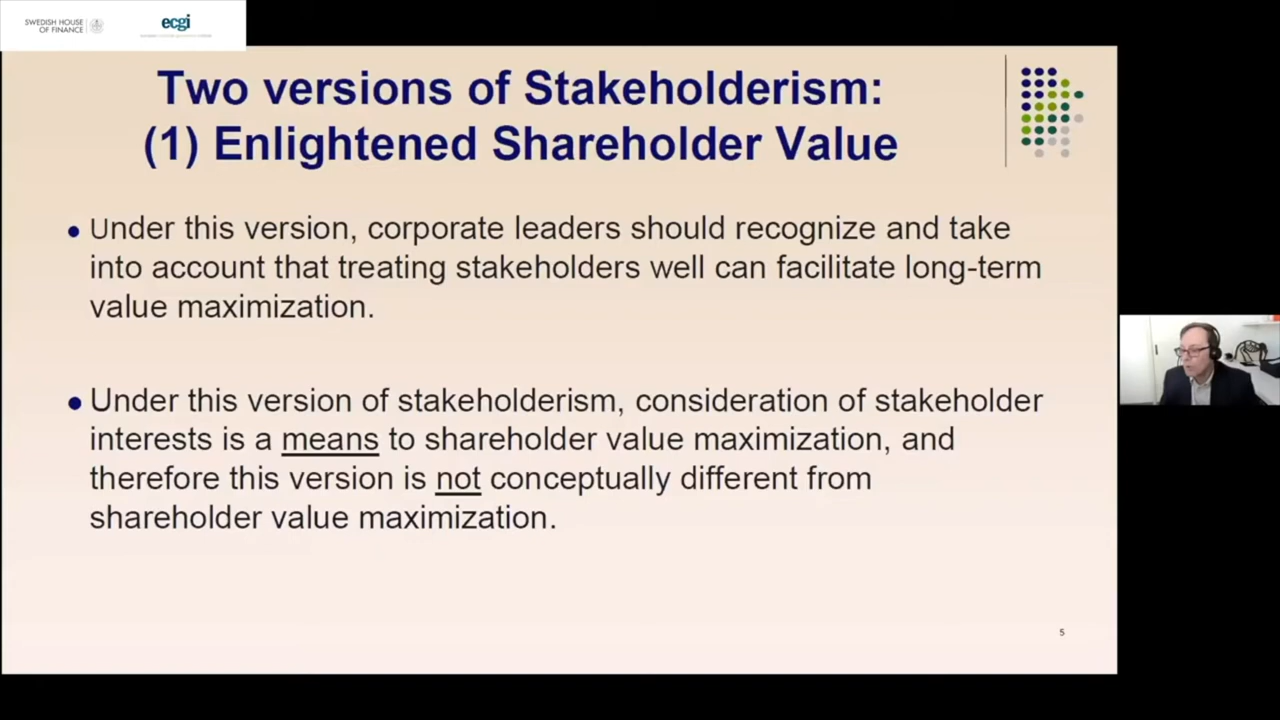 SWEDISH HOUSE
OF FINANCE
ecgi
Two versions of Stakeholderism:
(1) Enlightened Shareholder Value
• Under this version, corporate leaders should recognize and take
into account that treating stakeholders well can facilitate long-term
value maximization.
• Under this version of stakeholderism, consideration of stakeholder
interests is a means to shareholder value maximization, and
therefore this version is not conceptually different from
shareholder value maximization.
5